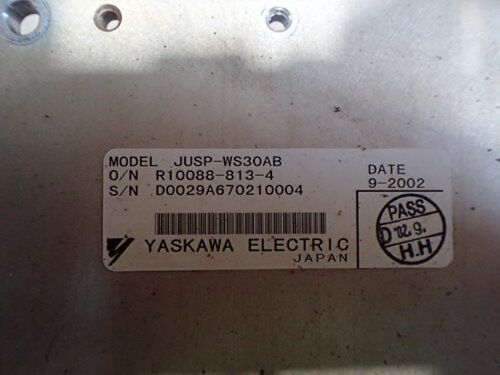 MODEL JUSP-WS30AB
O/N R10088-813-4
S/N D0029A670210004
DATE
9-2002
PASS
D '02.9.
H.H
YASKAWA ELECTRIC
JAPAN